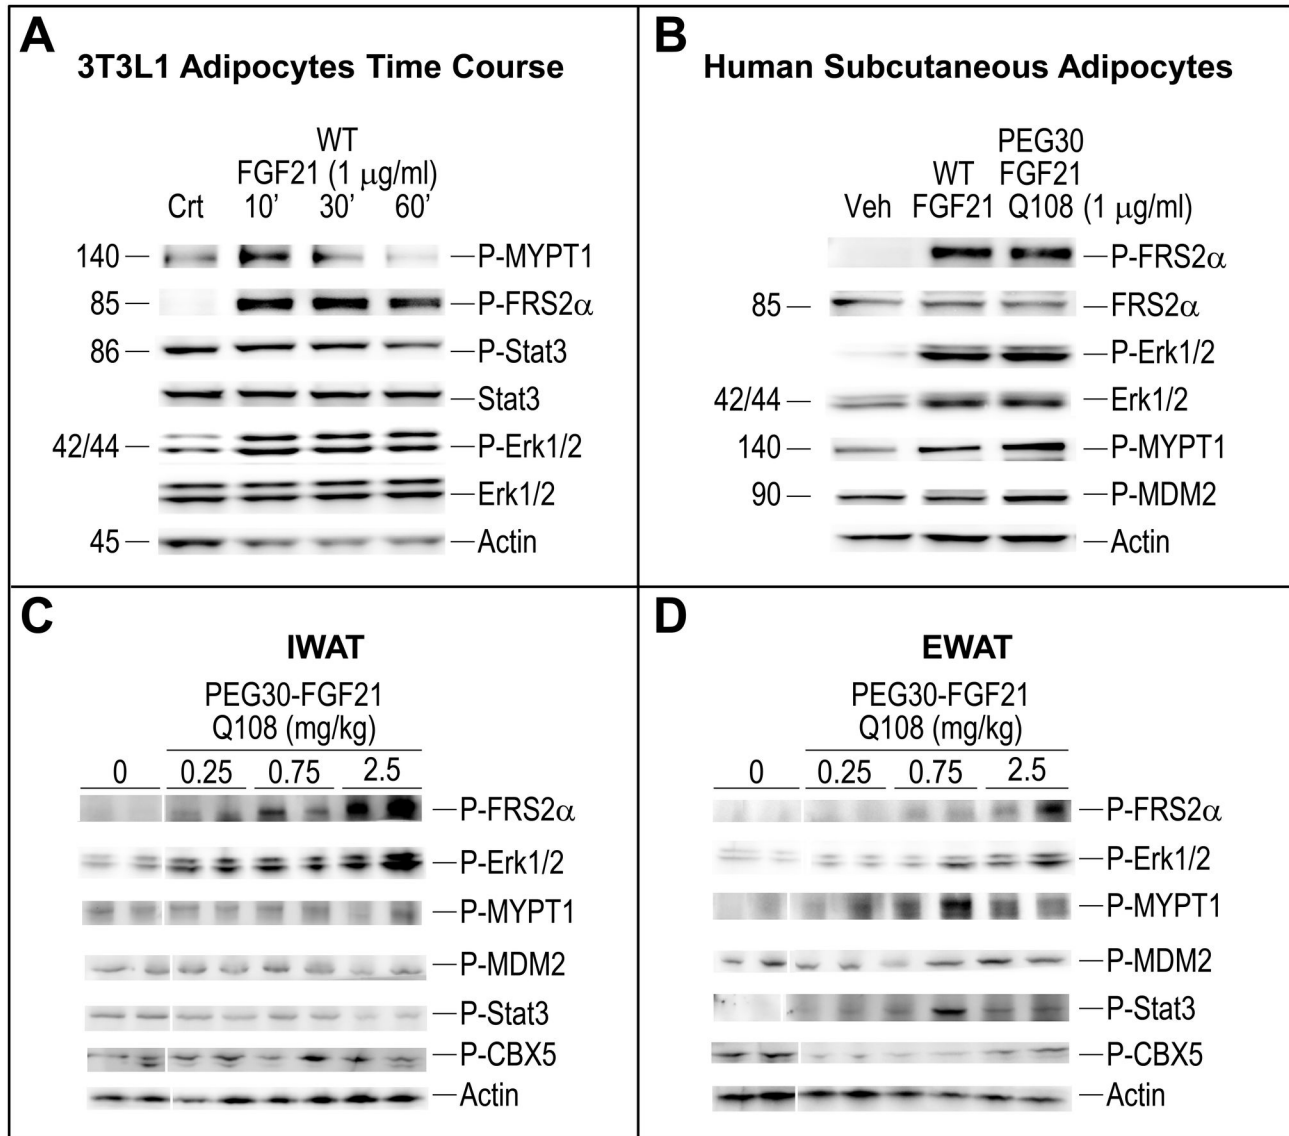 A
3T3L1 Adipocytes Time Course
WT
FGF21 (1 μg/ml)
Crt 10’ 30’ 60’
140 P-MYPT1
85 P-FRS2α
86 P-Stat3
Stat3
42/44 P-Erk1/2
Erk1/2
45 Actin
B
Human Subcutaneous Adipocytes
PEG30
WT FGF21
Veh FGF21 Q108 (1 μg/ml)
P-FRS2α
85 FRS2α
P-Erk1/2
42/44 Erk1/2
140 P-MYPT1
90 P-MDM2
Actin
C
IWAT
PEG30-FGF21
Q108 (mg/kg)
0 0.25 0.75 2.5
P-FRS2α
P-Erk1/2
P-MYPT1
P-MDM2
P-Stat3
P-CBX5
Actin
D
EWAT
PEG30-FGF21
Q108 (mg/kg)
0 0.25 0.75 2.5
P-FRS2α
P-Erk1/2
P-MYPT1
P-MDM2
P-Stat3
P-CBX5
Actin